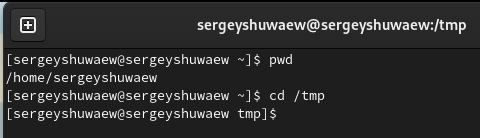 sergeyshuwaew@sergeyshuwaew:/tmp
[sergeyshuwaew@sergeyshuwaew ~]$ pwd
/home/sergeyshuwaew
[sergeyshuwaew@sergeyshuwaew ~]$ cd /tmp
[sergeyshuwaew@sergeyshuwaew tmp]$